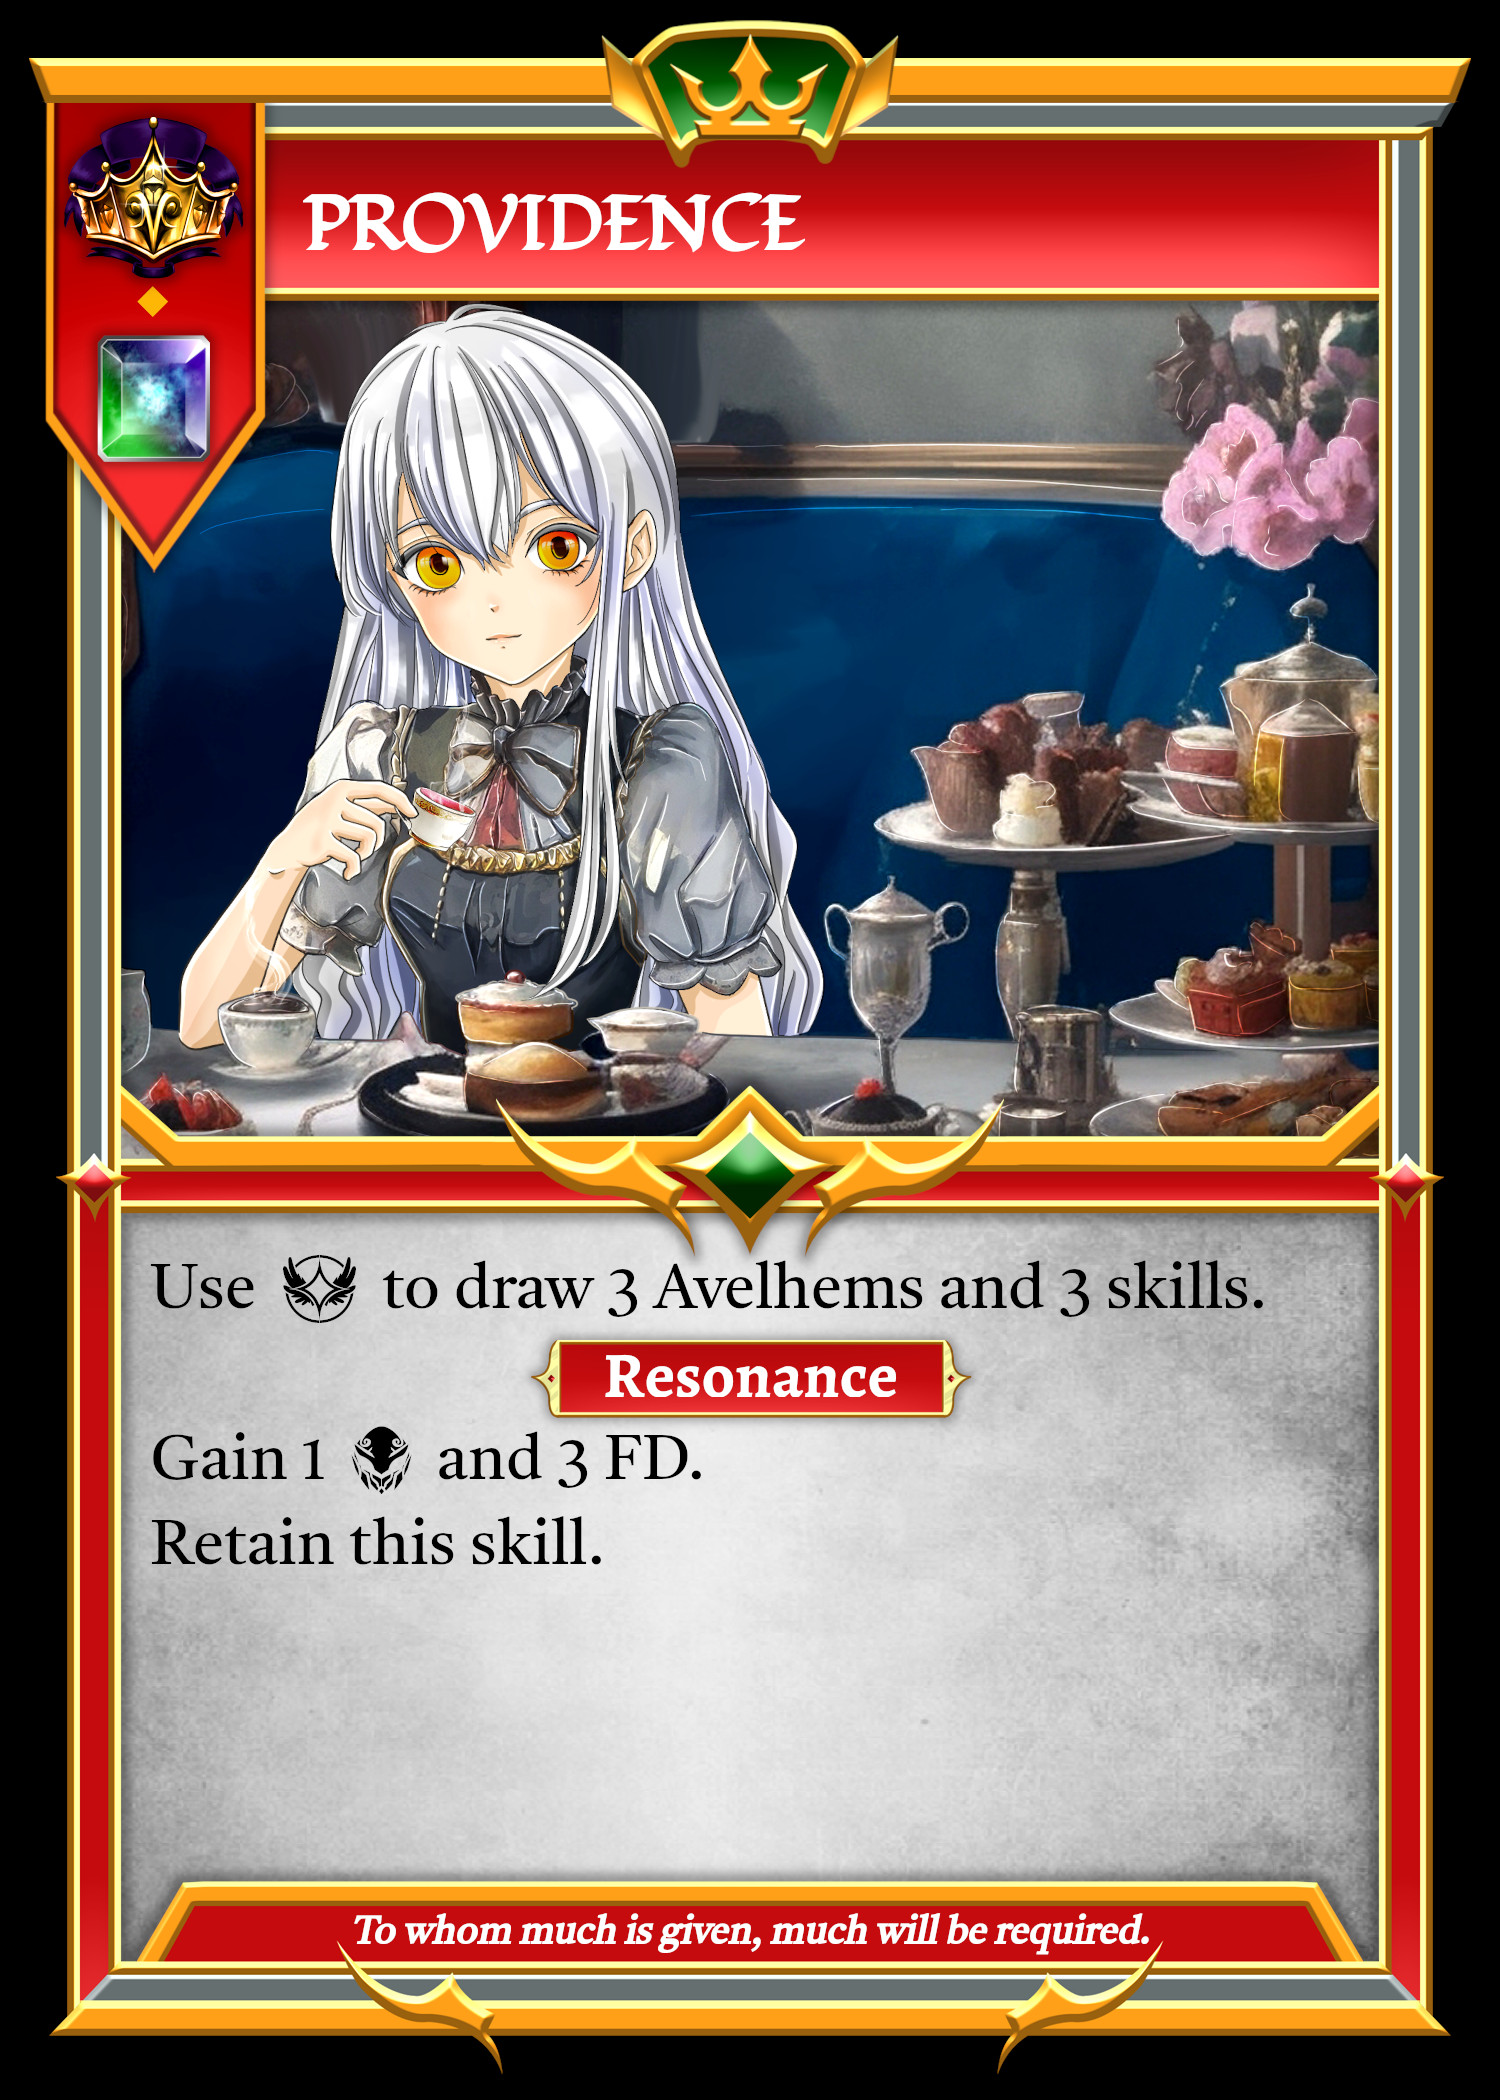 PROVIDENCE
Use to draw 3 Avelhems and 3 skills.
Resonance
Gain 1 and 3 FD.
Retain this skill.
To whom much is given, much will be required.